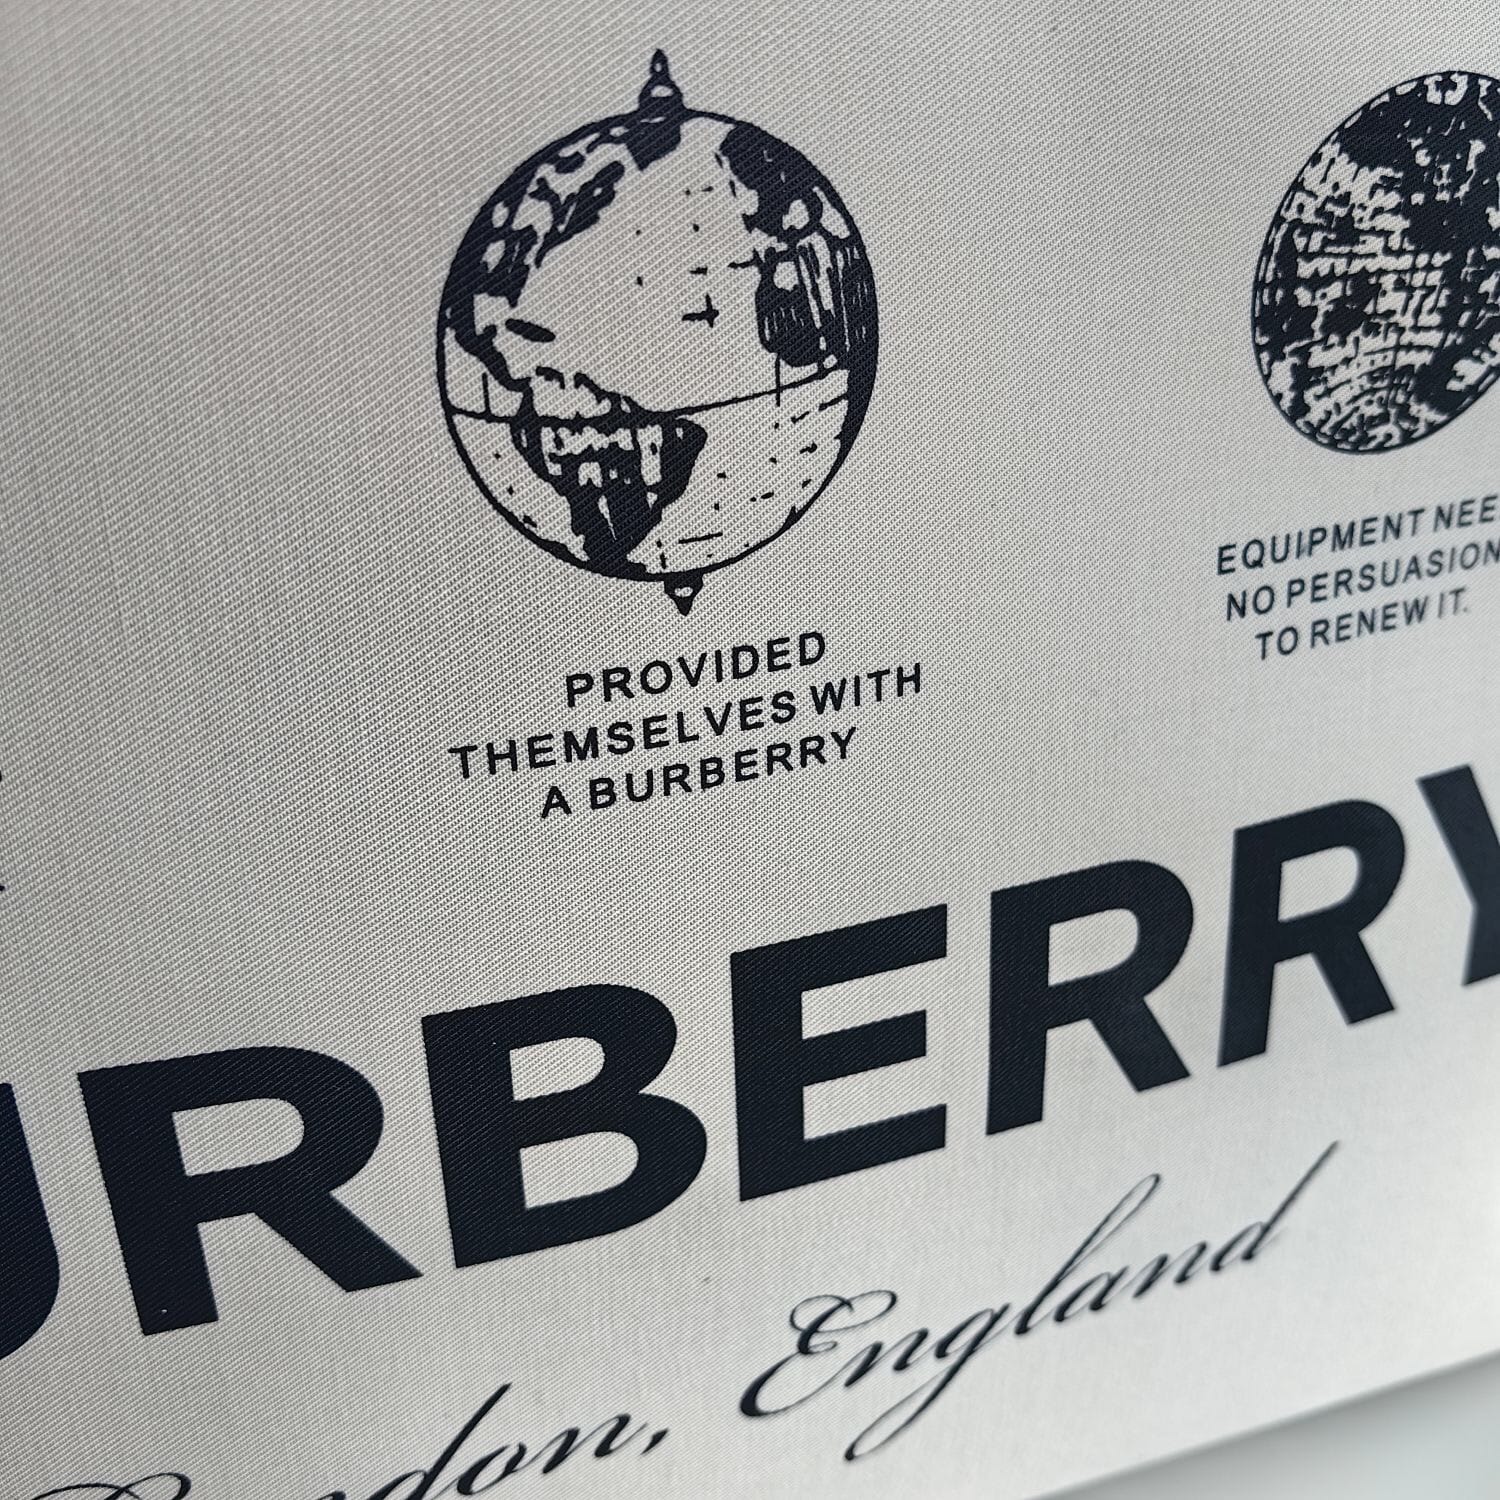 PROVIDED
THEMSELVES WITH
A BURBERRY
EQUIPMENT NEE
NO PERSUASION
TO RENEW IT.
URBERRY
ndon, England